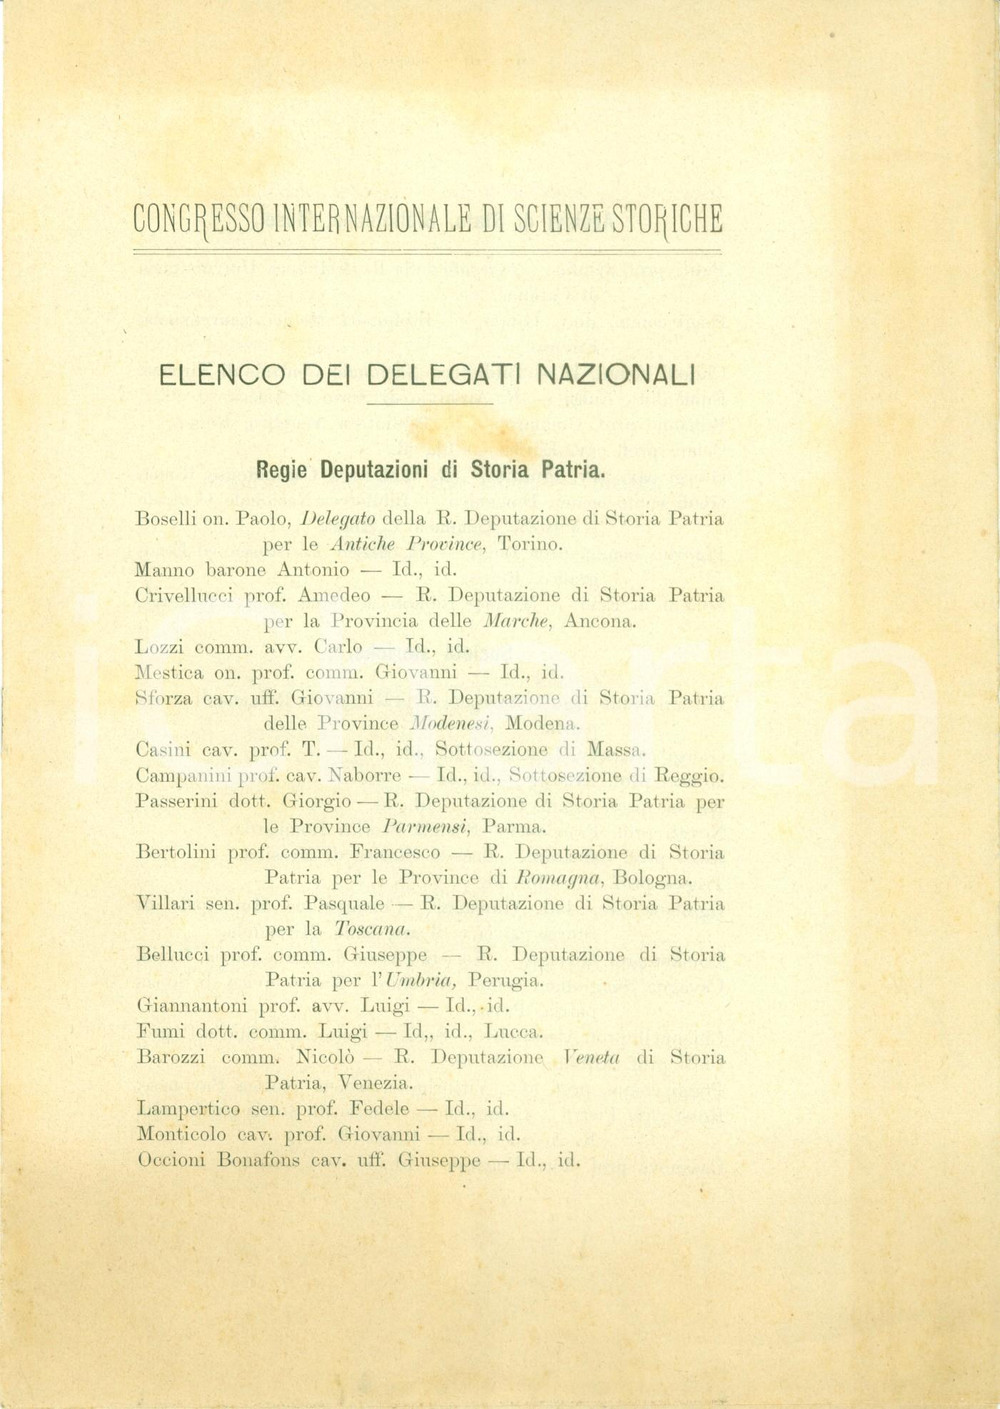 CONGRESSO INTERNAZIONALE DI SCIENZE STORICHE
ELENCO DEI DELEGATI NAZIONALI
Regie Deputazioni di Storia Patria.
Boselli on. Paolo, Delegato della R. Deputazione di Storia Patria
per le Antiche Province, Torino.
Manno barone Antonio — Id., id.
Crivellucci prof. Amedeo — R. Deputazione di Storia Patria
per la Provincia delle Marche, Ancona.
Lozzi comm. avv. Carlo — Id., id.
Mestica on. prof. comm. Giovanni — Id., id.
Sforza cav. uff. Giovanni — R. Deputazione di Storia Patria
delle Province Modenesi, Modena.
Casini cav. prof. T. — Id., id., Sottosezione di Massa.
Campanini prof. cav. Naborre — Id., id., Sottosezione di Reggio.
Passerini dott. Giorgio — R. Deputazione di Storia Patria per
le Province Parmensi, Parma.
Bertolini prof. comm. Francesco — R. Deputazione di Storia
Patria per le Province di Romagna, Bologna.
Villari sen. prof. Pasquale — R. Deputazione di Storia Patria
per la Toscana.
Bellucci prof. comm. Giuseppe — R. Deputazione di Storia
Patria per l'Umbria, Perugia.
Giannantoni prof. avv. Luigi — Id., id.
Fumi dott. comm. Luigi — Id,, id., Lucca.
Barozzi comm. Nicolò — R. Deputazione Veneta di Storia
Patria, Venezia.
Lampertico sen. prof. Fedele — Id., id.
Monticolo cav. prof. Giovanni — Id., id.
Occioni Bonafons cav. uff. Giuseppe — Id., id.